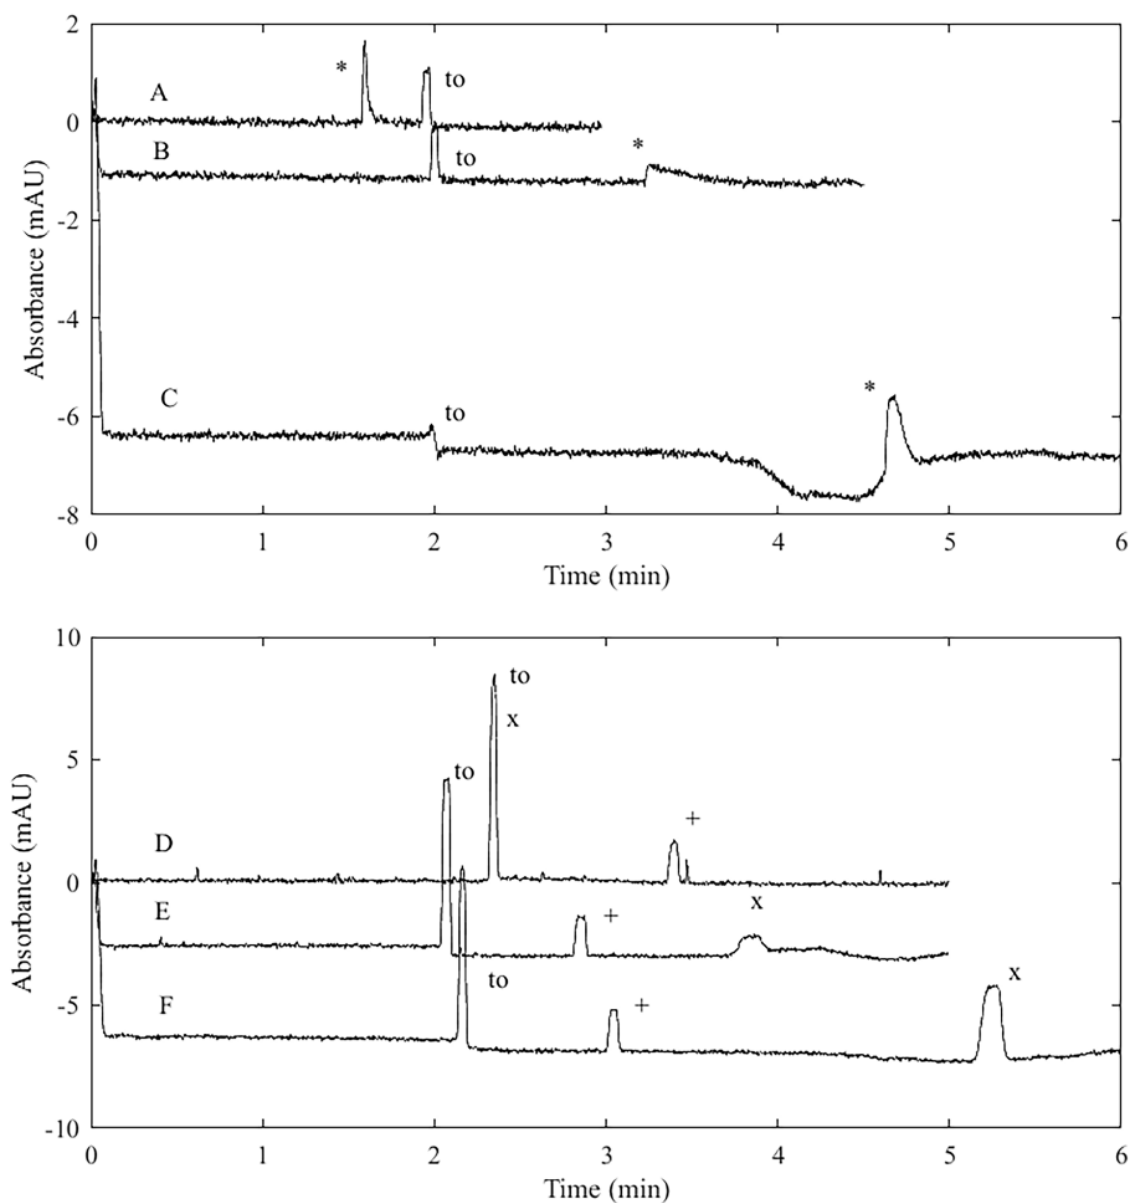 2
0
-2
-4
-6
-8
Absorbance (mAU)
A
*
to
B
to
*
C
to
*
0 1 2 3 4 5 6
Time (min)
10
5
0
-5
-10
Absorbance (mAU)
to
x
to
D
+
E
+
x
F
to
+
x
0 1 2 3 4 5 6
Time (min)